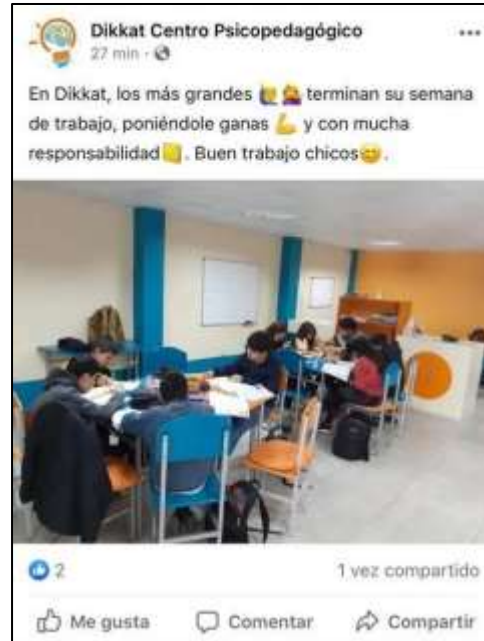 Dikkat Centro Psicopedagógico
27 min ·
En Dikkat, los más grandes 🙋‍♂️🤷‍♀️ terminan su semana
de trabajo, poniéndole ganas 💪 y con mucha
responsabilidad📒. Buen trabajo chicos😊.
2
1 vez compartido
Me gusta
Comentar
Compartir